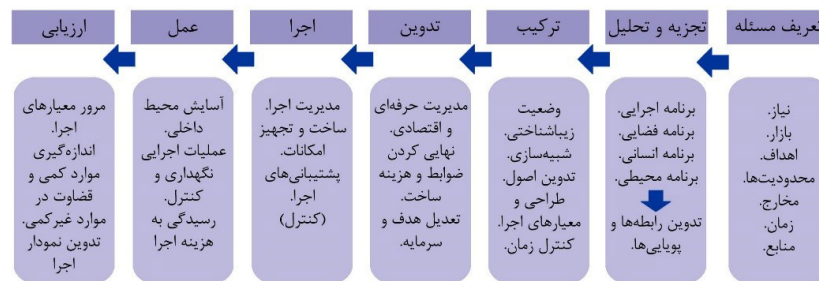 تعریف مسئله
تجزیه و تحلیل
ترکیب
تدوین
اجرا
عمل
ارزیابی
نیاز.
بازار.
اهداف.
محدودیت‌ها.
مخارج.
زمان.
منابع.
برنامه اجرایی.
برنامه فضایی.
برنامه انسانی.
برنامه محیطی.
تدوین رابطه‌ها و
پویایی‌ها.
وضعیت
زیباشناختی.
شبیه‌سازی.
تدوین اصول.
طراحی و
معیارهای اجرا.
کنترل زمان.
مدیریت حرفه‌ای
و اقتصادی.
نهایی کردن
ضوابط و هزینه
ساخت.
تعدیل هدف و
سرمایه.
مدیریت اجرا.
ساخت و تجهیز
امکانات.
پشتیبانی‌های
اجرا.
(کنترل)
آسایش محیط
داخلی.
عملیات اجرایی
نگهداری و
کنترل.
رسیدگی به
هزینه اجرا
مرور معیارهای
اجرا.
اندازه‌گیری
موارد کمی و
قضاوت در
موارد غیرکمی.
تدوین نمودار
اجرا